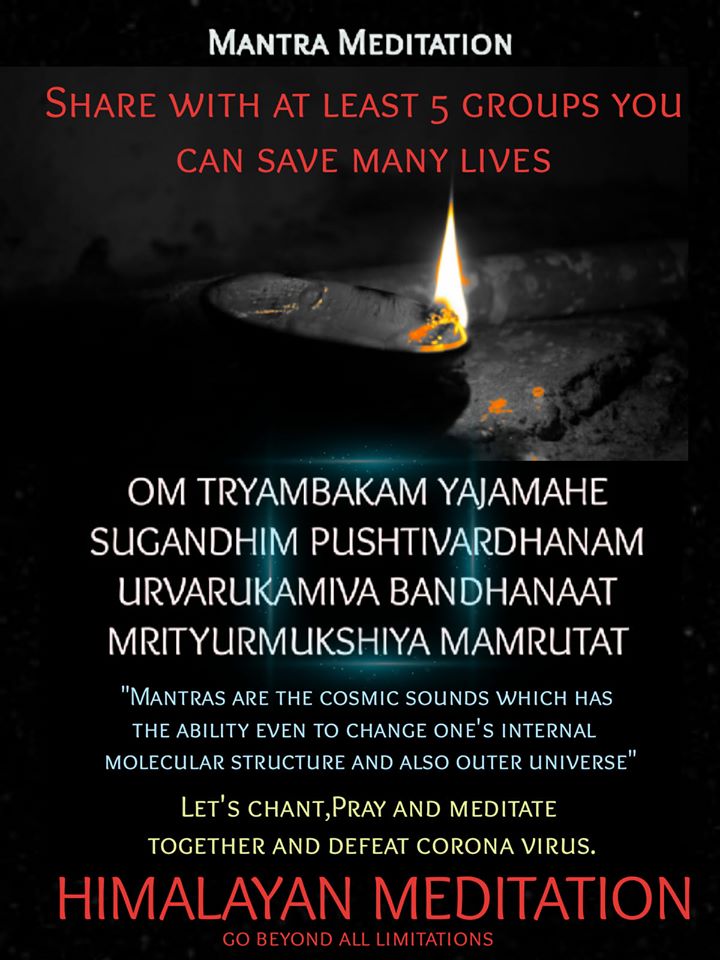 Mantra Meditation
Share with at least 5 groups you
can save many lives
OM TRYAMBAKAM YAJAMAHE
SUGANDHIM PUSHTIVARDHANAM
URVARUKAMIVA BANDHANAAT
MRITYURMUKSHIYA MAMRUTAT
"Mantras are the cosmic sounds which has
the ability even to change one's internal
molecular structure and also outer universe"
Let's chant,Pray and meditate
together and defeat corona virus.
HIMALAYAN MEDITATION
GO BEYOND ALL LIMITATIONS